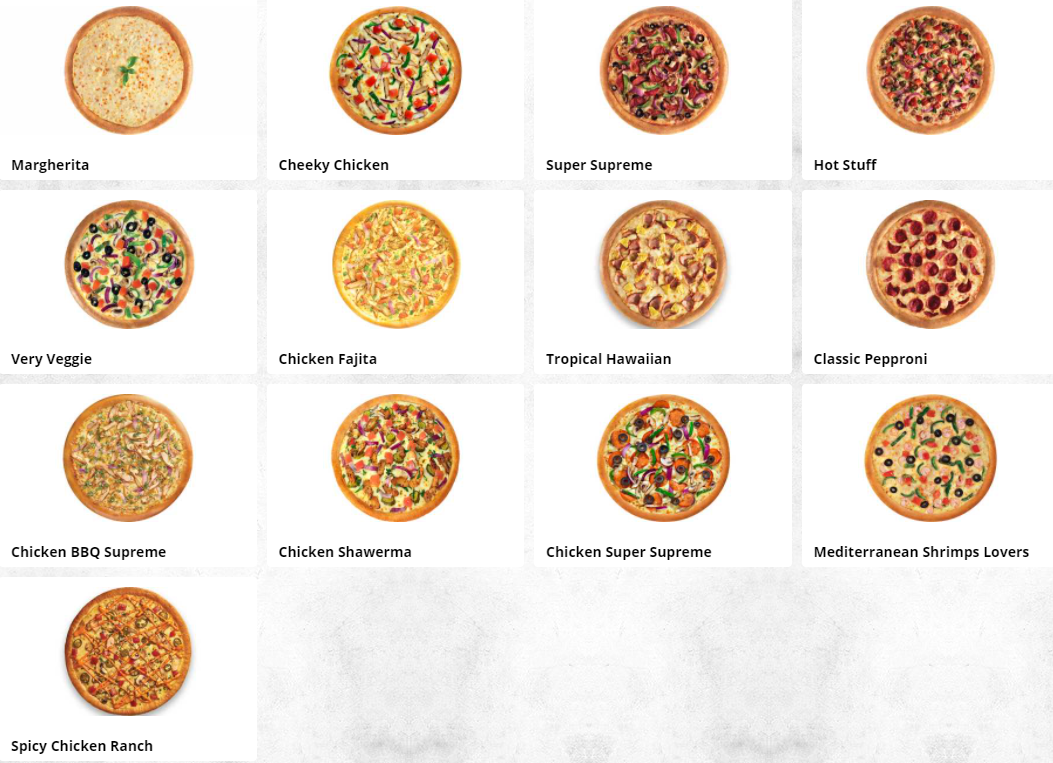 Margherita
Cheeky Chicken
Super Supreme
Hot Stuff
Very Veggie
Chicken Fajita
Tropical Hawaiian
Classic Pepproni
Chicken BBQ Supreme
Chicken Shawerma
Chicken Super Supreme
Mediterranean Shrimps Lovers
Spicy Chicken Ranch